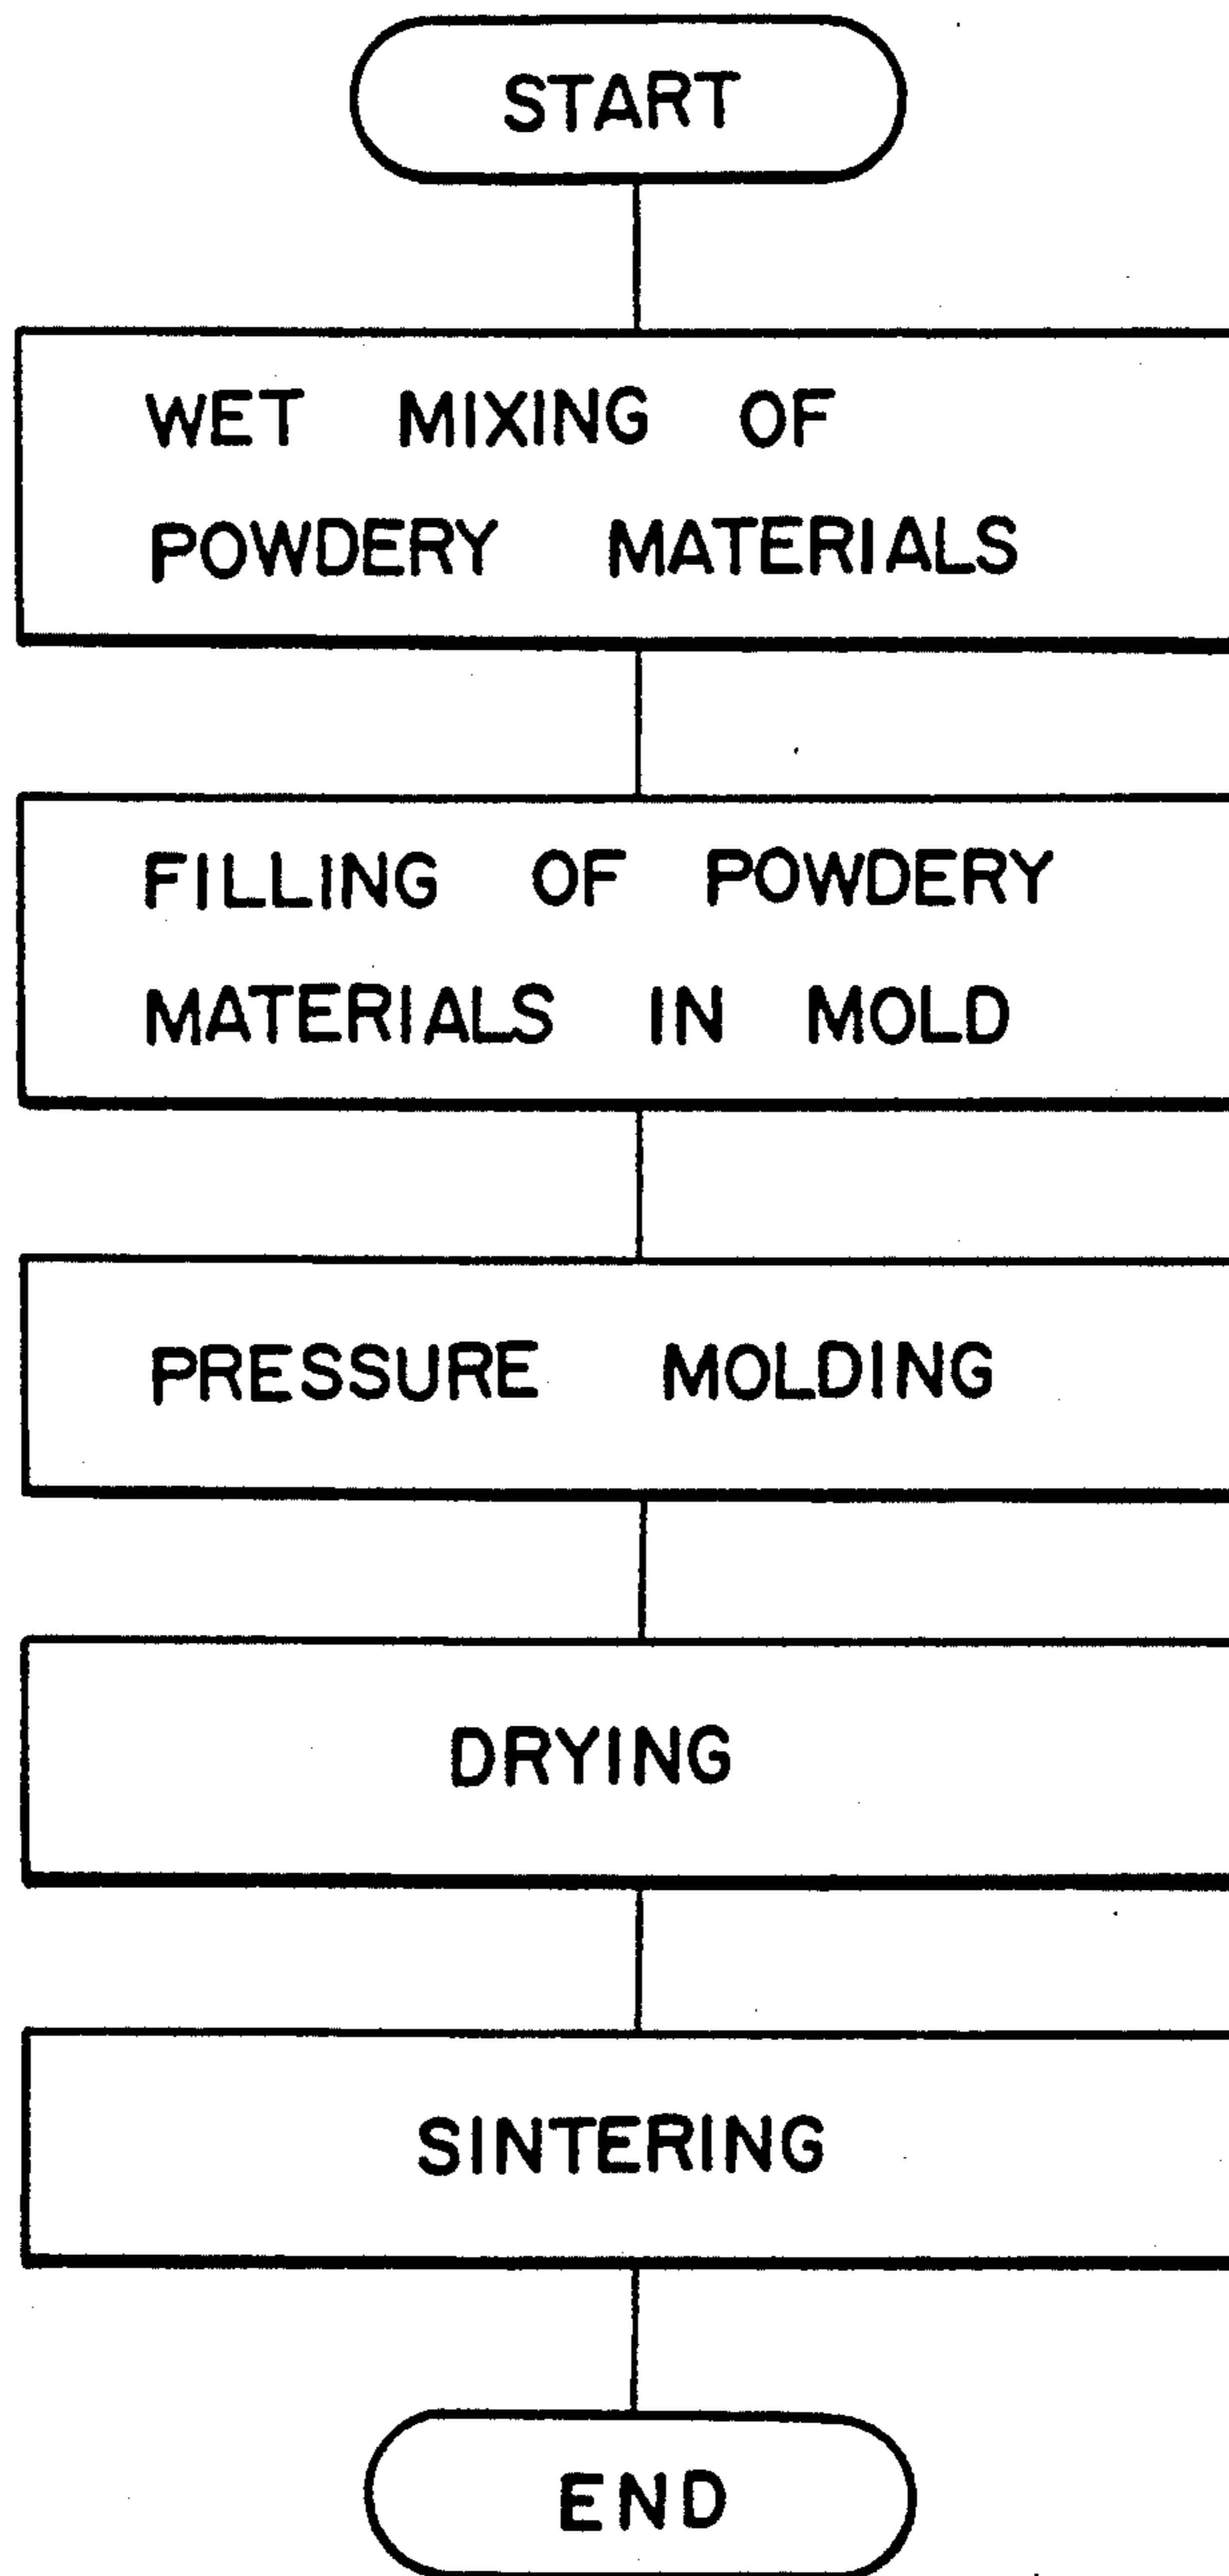 START
WET MIXING OF
POWDERY MATERIALS
FILLING OF POWDERY
MATERIALS IN MOLD
PRESSURE MOLDING
DRYING
SINTERING
END